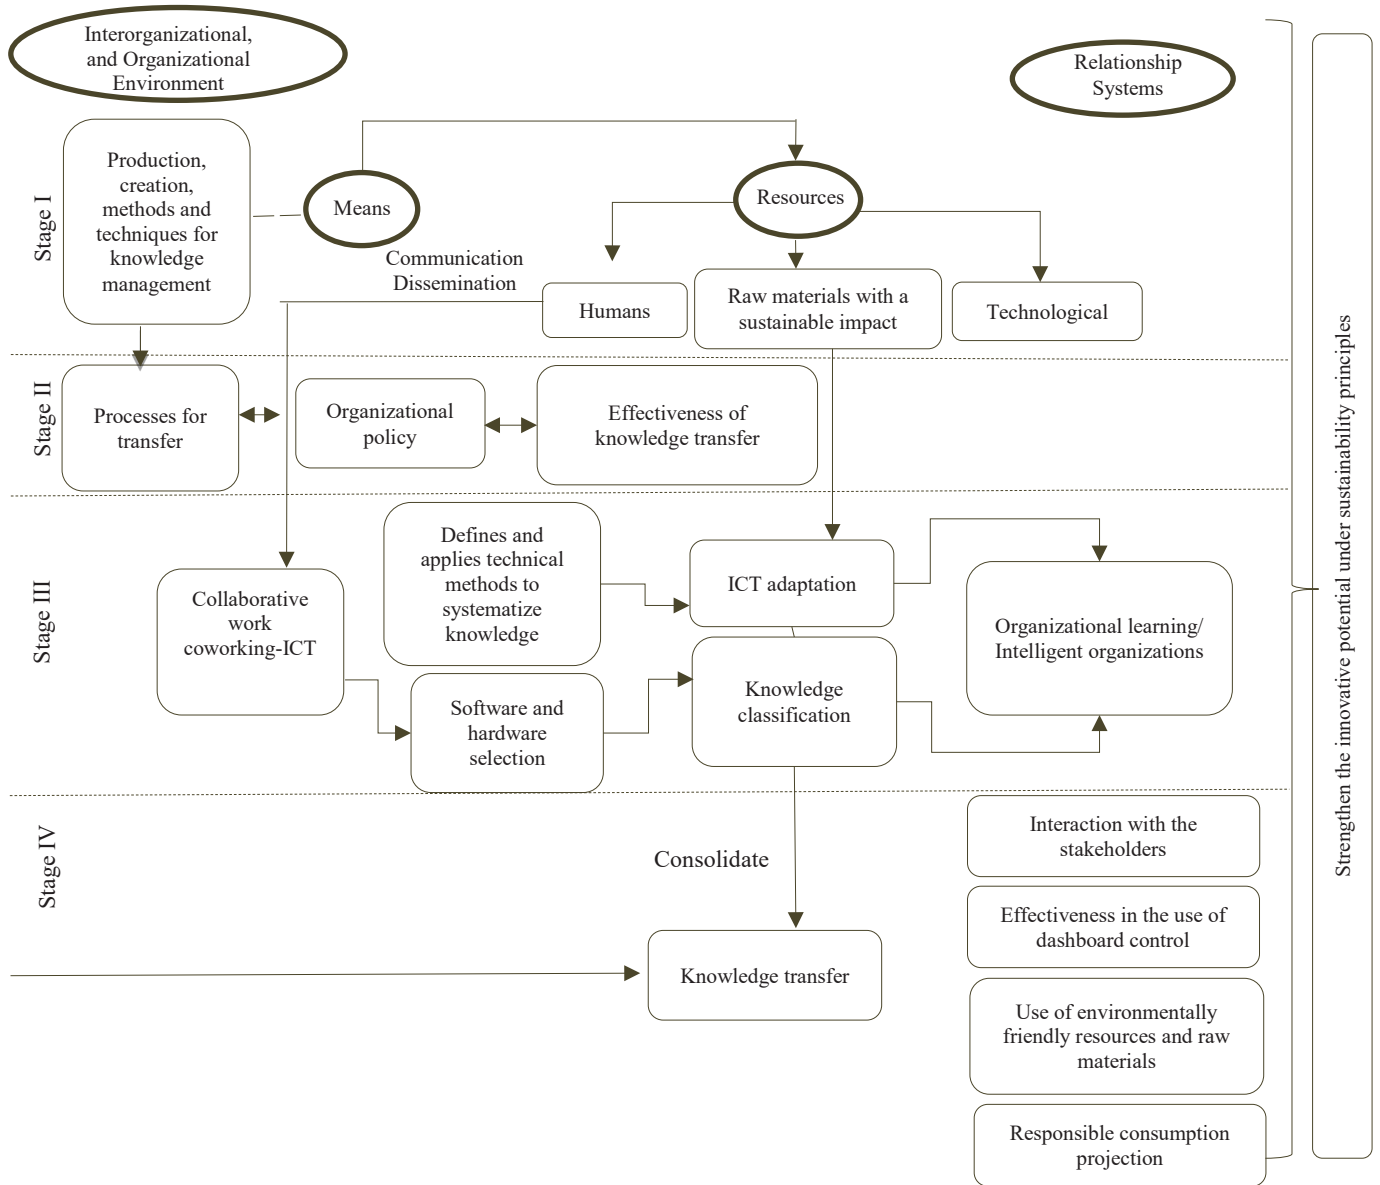 Interorganizational,
and Organizational
Environment
Relationship
Systems
Stage I
Production,
creation,
methods and
techniques for
knowledge
management
Means
Resources
Communication
Dissemination
Humans
Raw materials with a
sustainable impact
Technological
Stage II
Processes for
transfer
Organizational
policy
Effectiveness of
knowledge transfer
Stage III
Collaborative
work
coworking-ICT
Defines and
applies technical
methods to
systematize
knowledge
Software and
hardware
selection
ICT adaptation
Knowledge
classification
Organizational learning/
Intelligent organizations
Stage IV
Consolidate
Knowledge transfer
Interaction with the
stakeholders
Effectiveness in the use of
dashboard control
Use of environmentally
friendly resources and raw
materials
Responsible consumption
projection
Strengthen the innovative potential under sustainability principles